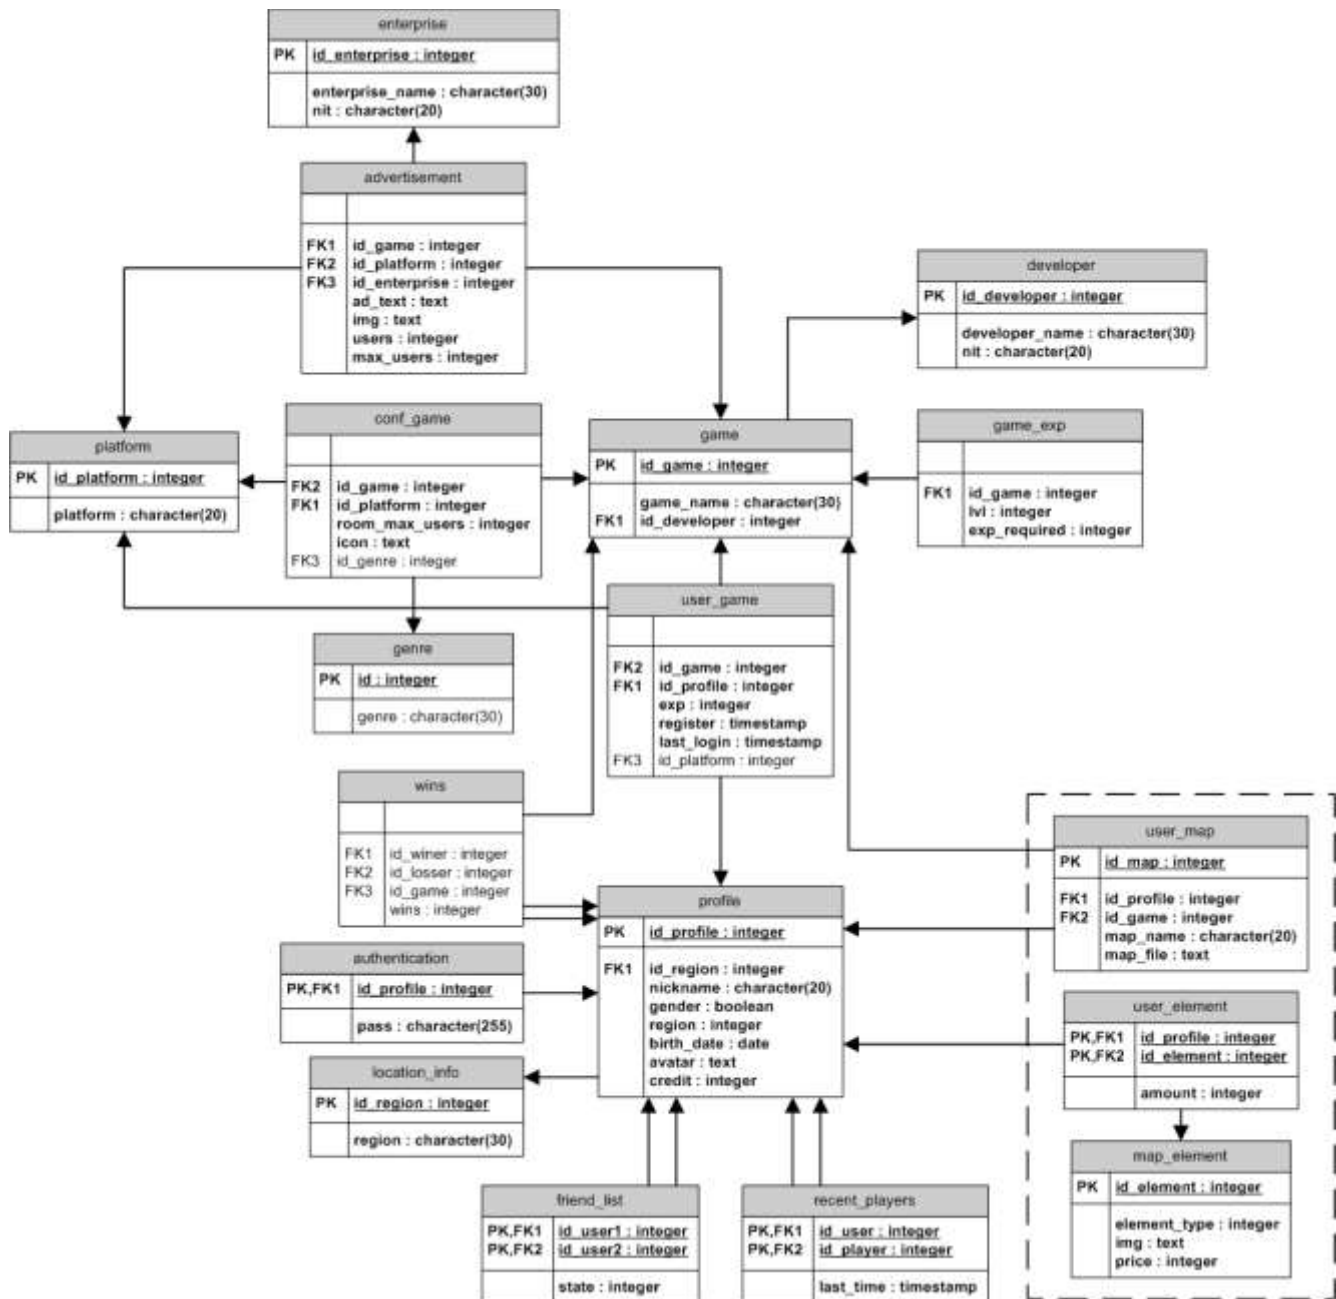 enterprise
PK id_enterprise : integer
enterprise_name : character(30)
nit : character(20)
advertisement
FK1 id_game : integer
FK2 id_platform : integer
FK3 id_enterprise : integer
ad_text : text
img : text
users : integer
max_users : integer
developer
PK id_developer : integer
developer_name : character(30)
nit : character(20)
platform
PK id_platform : integer
platform : character(20)
conf_game
FK2 id_game : integer
FK1 id_platform : integer
room_max_users : integer
icon : text
FK3 id_genre : integer
game
PK id_game : integer
game_name : character(30)
FK1 id_developer : integer
game_exp
FK1 id_game : integer
lvl : integer
exp_required : integer
genre
PK id : integer
genre : character(30)
user_game
FK2 id_game : integer
FK1 id_profile : integer
exp : integer
register : timestamp
last_login : timestamp
FK3 id_platform : integer
wins
FK1 id_winer : integer
FK2 id_losser : integer
FK3 id_game : integer
wins : integer
user_map
PK id_map : integer
FK1 id_profile : integer
FK2 id_game : integer
map_name : character(20)
map_file : text
profile
PK id_profile : integer
FK1 id_region : integer
nickname : character(20)
gender : boolean
region : integer
birth_date : date
avatar : text
credit : integer
authentication
PK,FK1 id_profile : integer
pass : character(255)
user_element
PK,FK1 id_profile : integer
PK,FK2 id_element : integer
amount : integer
location_info
PK id_region : integer
region : character(30)
map_element
PK id_element : integer
element_type : integer
img : text
price : integer
friend_list
PK,FK1 id_user1 : integer
PK,FK2 id_user2 : integer
state : integer
recent_players
PK,FK1 id_user : integer
PK,FK2 id_player : integer
last_time : timestamp